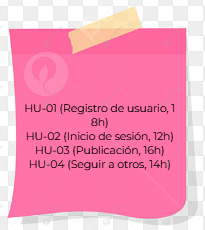 HU-01 (Registro de usuario, 1
8h)
HU-02 (Inicio de sesión, 12h)
HU-03 (Publicación, 16h)
HU-04 (Seguir a otros, 14h)